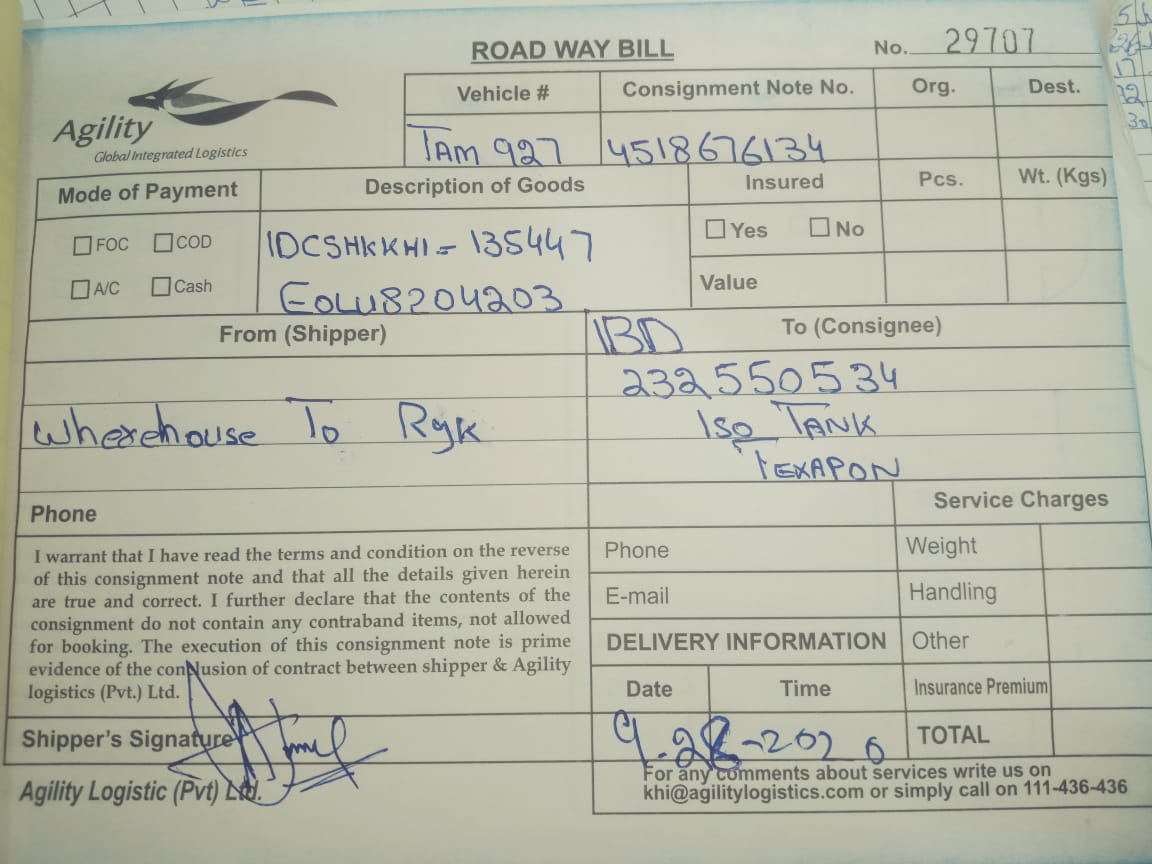 ROAD WAY BILL
No. 29707
Agility
Global Integrated Logistics
Vehicle #
Consignment Note No.
Org.
Dest.
TAM 927
4518676134
Mode of Payment
Description of Goods
Insured
Pcs.
Wt. (Kgs)
FOC
COD
A/C
Cash
IDCSHKKHI - 135447
EOLU8204203
Yes
No
Value
From (Shipper)
To (Consignee)
IBD
232550534
Wherehouse To Ryk
ISO TANK
TEXAPON
Phone
Service Charges
I warrant that I have read the terms and condition on the reverse
of this consignment note and that all the details given herein
are true and correct. I further declare that the contents of the
consignment do not contain any contraband items, not allowed
for booking. The execution of this consignment note is prime
evidence of the conclusion of contract between shipper & Agility
logistics (Pvt.) Ltd.
Phone
E-mail
Weight
Handling
Other
Insurance Premium
TOTAL
DELIVERY INFORMATION
Date
Time
Shipper's Signature
Agility Logistic (Pvt) Ltd.
For any comments about services write us on
khi@agilitylogistics.com or simply call on 111-436-436